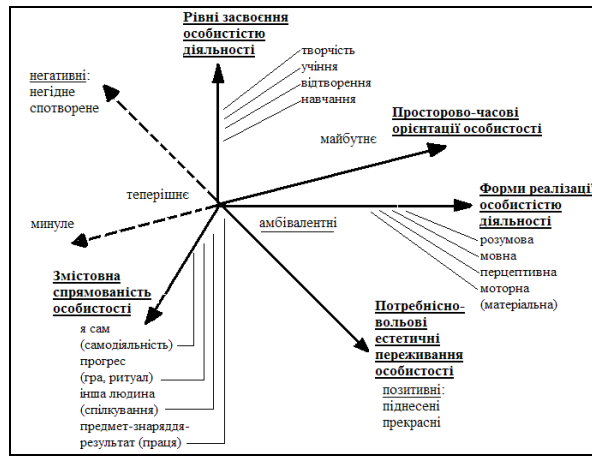 Рівні засвоєння
особистістю
діяльності
творчість
учіння
відтворення
навчання
негативні:
негідне
спотворене
Просторово-часові
орієнтації особистості
майбутнє
теперішнє
минуле
амбівалентні
Форми реалізації
особистістю
діяльності
розумова
мовна
перцептивна
моторна
(матеріальна)
Змістовна
спрямованість
особистості
я сам
(самодіяльність)
прогрес
(гра, ритуал)
інша людина
(спілкування)
предмет-знаряддя-
результат (праця)
Потребнісно-
вольові
естетичні
переживання
особистості
позитивні:
піднесені
прекрасні